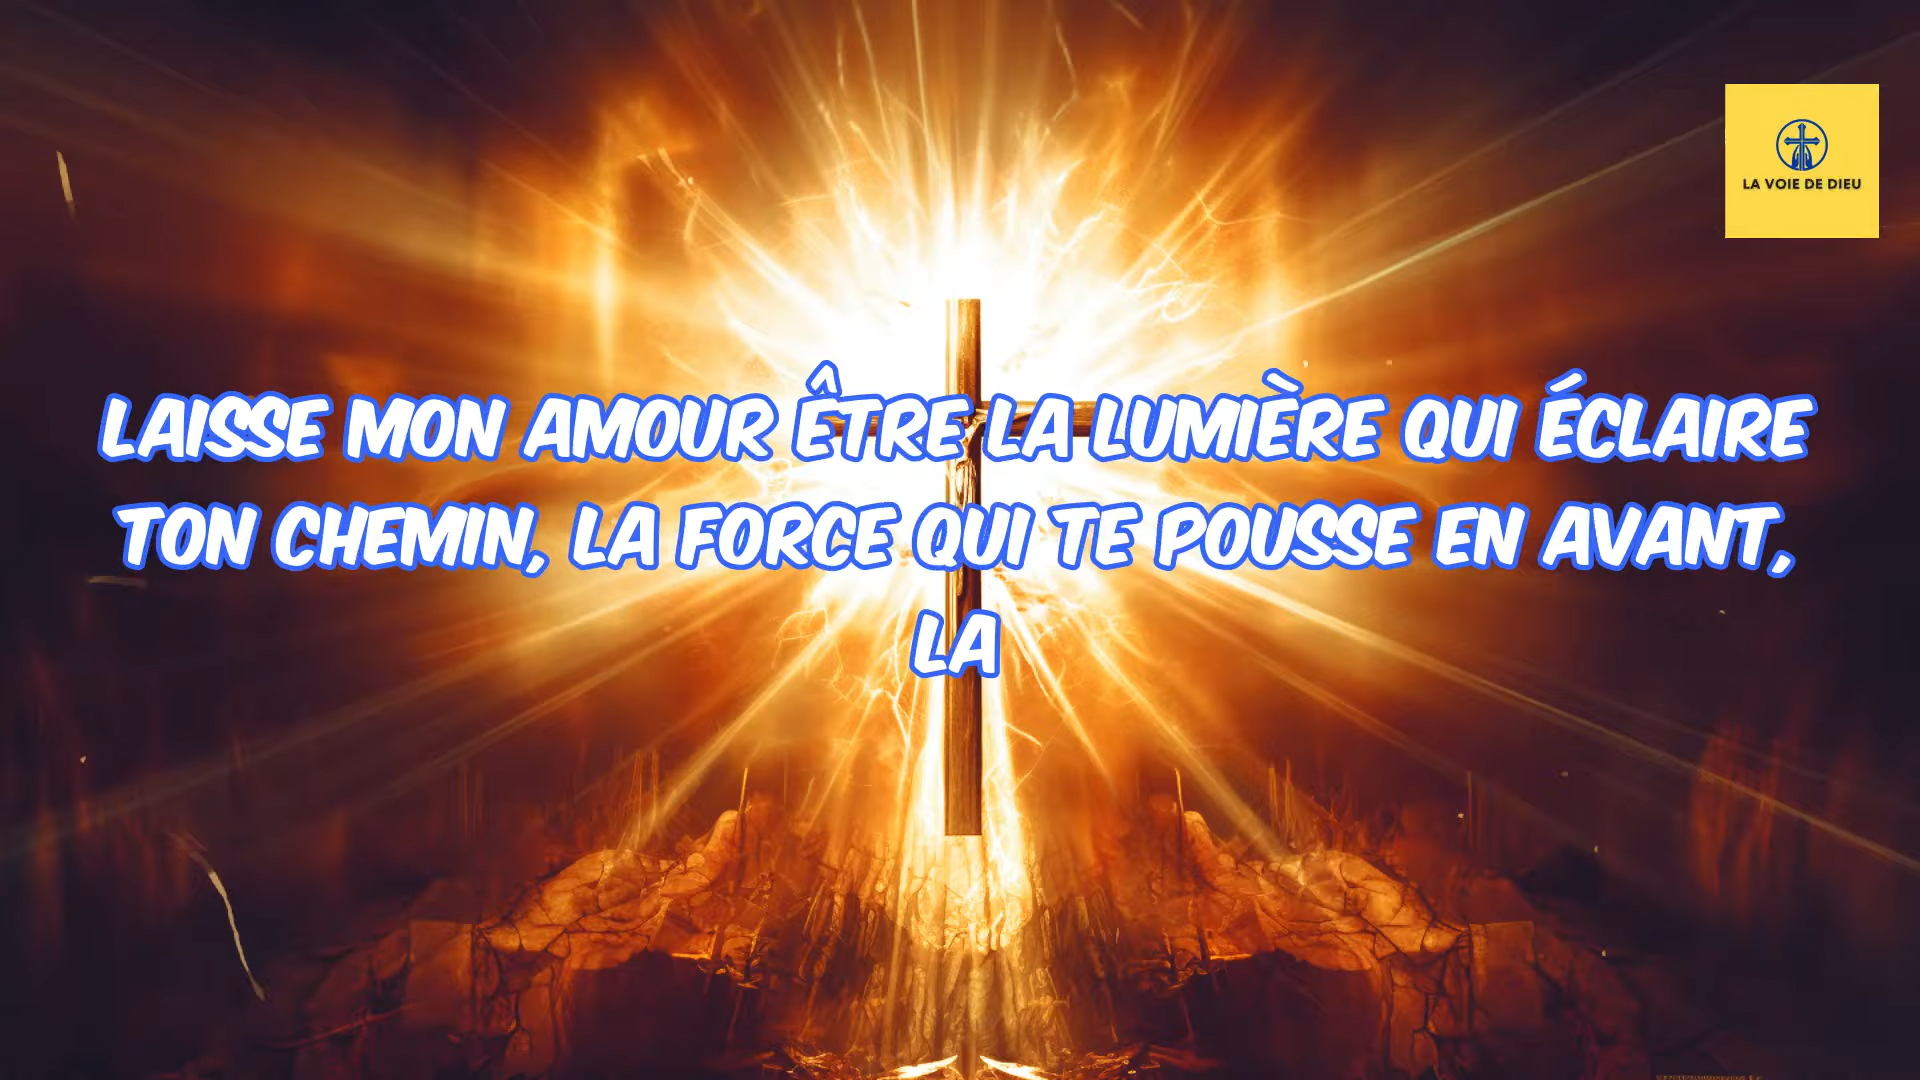 LA VOIE DE DIEU
LAISSE MON AMOUR ÊTRE LA LUMIÈRE QUI ÉCLAIRE
TON CHEMIN, LA FORCE QUI TE POUSSE EN AVANT,
LA